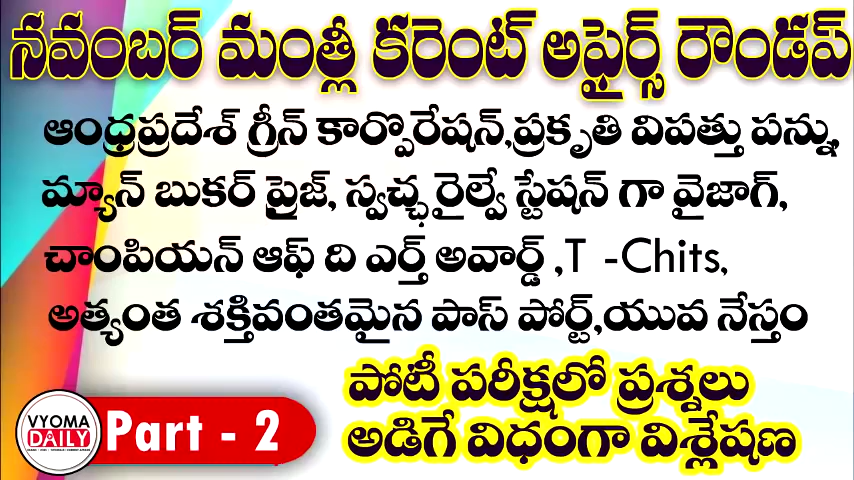 నవంబర్ మంత్లీ కరెంట్ అఫైర్స్ రౌండప్
ఆంధ్రప్రదేశ్ గ్రీన్ కార్పొరేషన్,ప్రకృతి విపత్తు పన్ను,
మ్యాన్ బుకర్ ప్రైజ్, స్వచ్ఛ రైల్వే స్టేషన్ గా వైజాగ్,
చాంపియన్ ఆఫ్ ది ఎర్త్ అవార్డ్ ,T -Chits,
అత్యంత శక్తివంతమైన పాస్ పోర్ట్,యువ నేస్తం
పోటీ పరీక్షలో ప్రశ్నలు
అడిగే విధంగా విశ్లేషణ
VYOMA
DAILY
Part - 2